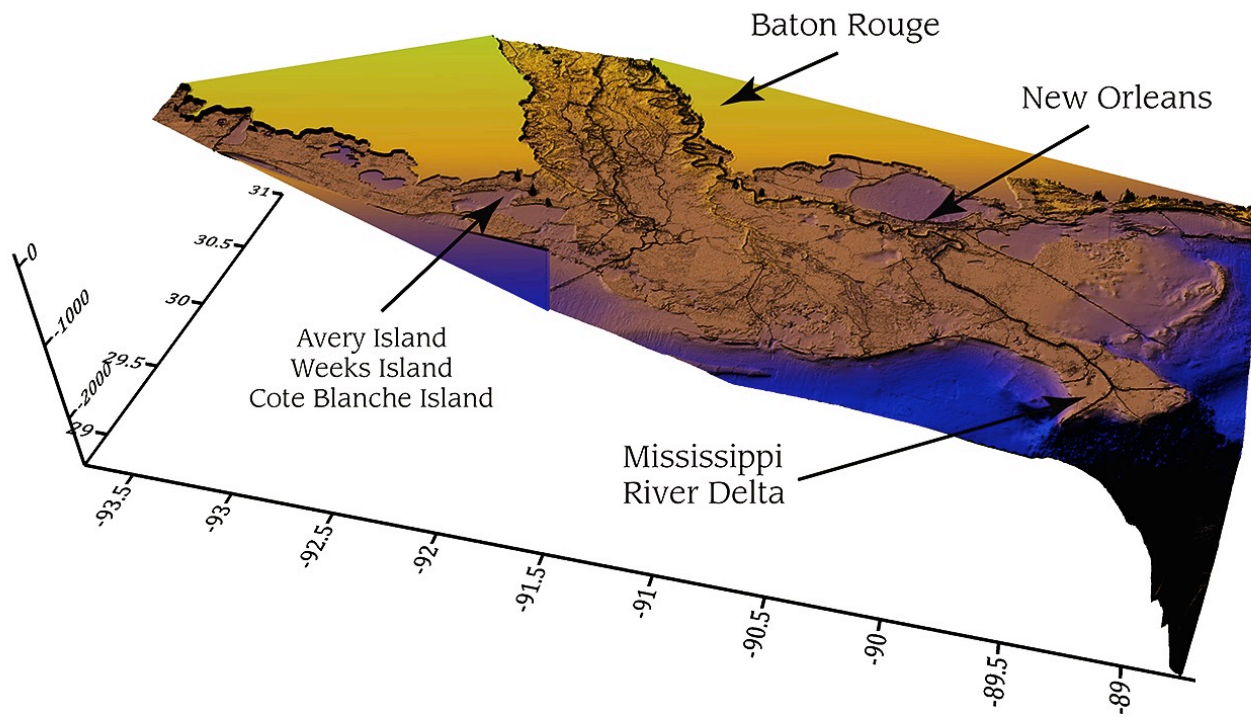 Baton Rouge
New Orleans
Avery Island
Weeks Island
Cote Blanche Island
Mississippi
River Delta
31
30.5
30
29.5
29
0
-1000
-2000
-93.5
-93
-92.5
-92
-91.5
-91
-90.5
-90
-89.5
-89